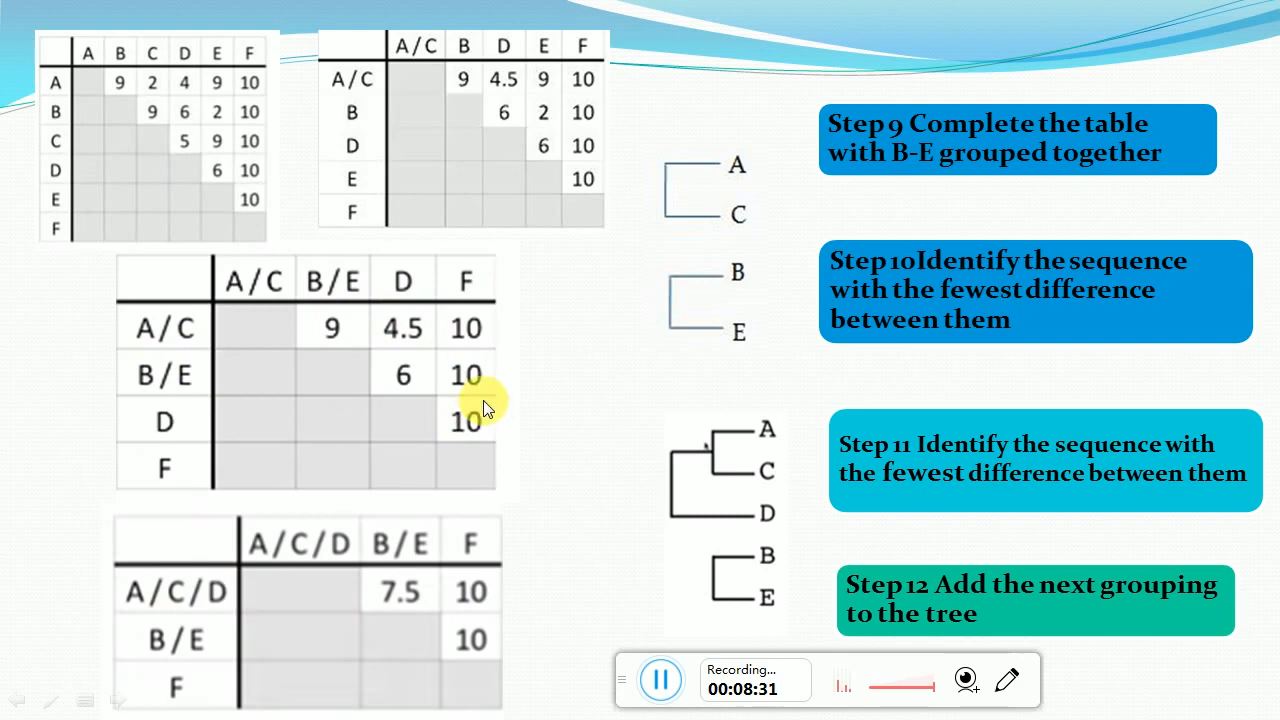 A B C D E F
A 9 2 4 9 10
B 9 6 2 10
C 5 9 10
D 6 10
E 10
F
A/C B D E F
A/C 9 4.5 9 10
B 6 2 10
D 6 10
E 10
F
A/C B/E D F
A/C 9 4.5 10
B/E 6 10
D 10
F
A/C/D B/E F
A/C/D 7.5 10
B/E 10
F
A
C
B
E
A
C
D
B
E
Step 9 Complete the table
with B-E grouped together
Step 10Identify the sequence
with the fewest difference
between them
Step 11 Identify the sequence with
the fewest difference between them
Step 12 Add the next grouping
to the tree
Recording...
00:08:31